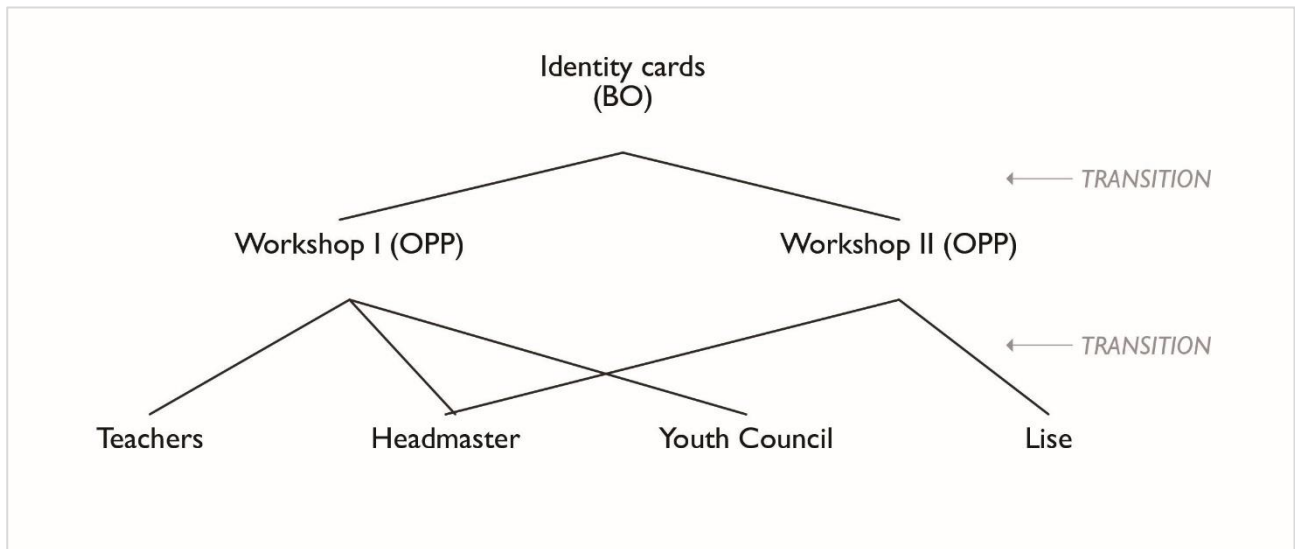 Identity cards
(BO)
TRANSITION
Workshop I (OPP)
Workshop II (OPP)
TRANSITION
Teachers
Headmaster
Youth Council
Lise